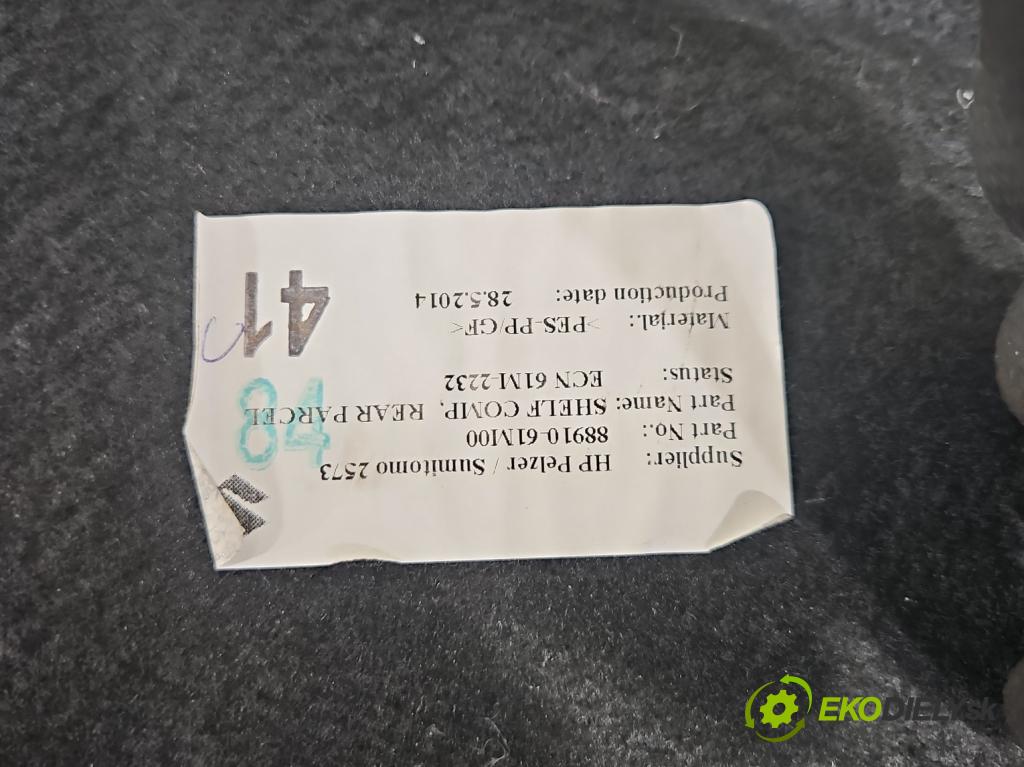 Supplier: HP Pelzer / Sumitomo 2573
Part No.: 88910-61M00
Part Name: SHELF COMP, REAR PARCEL
Status: ECN 61M-2232
Material.: >PES-PP/GF<
Production date: 28.5.2014
84
41
EKODIELY.sk